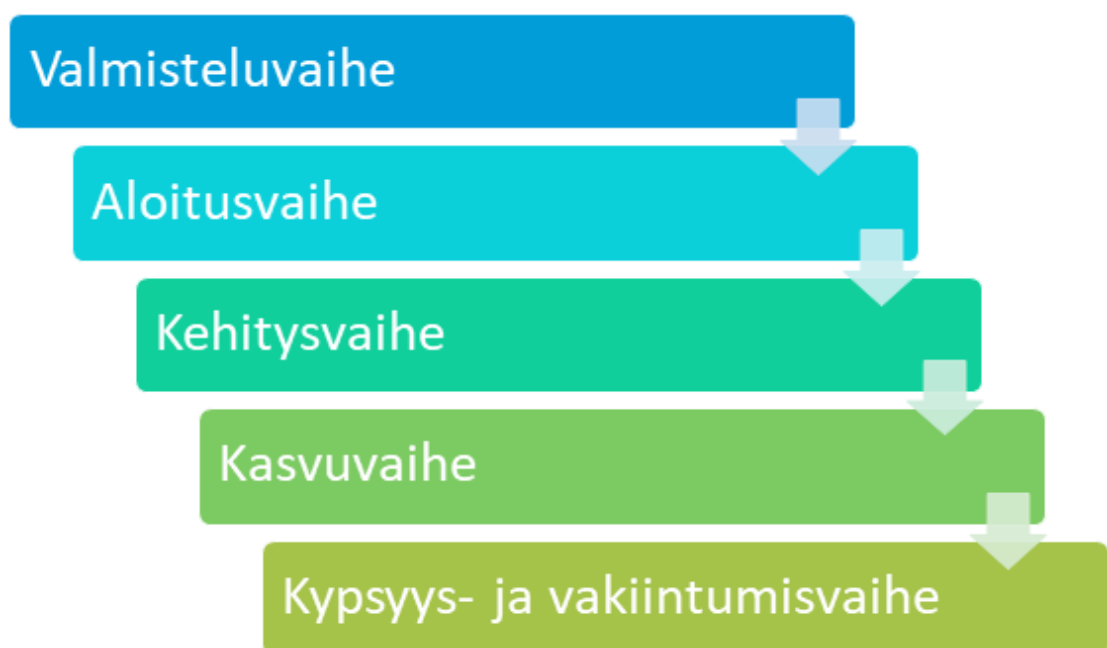 Valmisteluvaihe
Aloitusvaihe
Kehitysvaihe
Kasvuvaihe
Kypsyys- ja vakiintumisvaihe